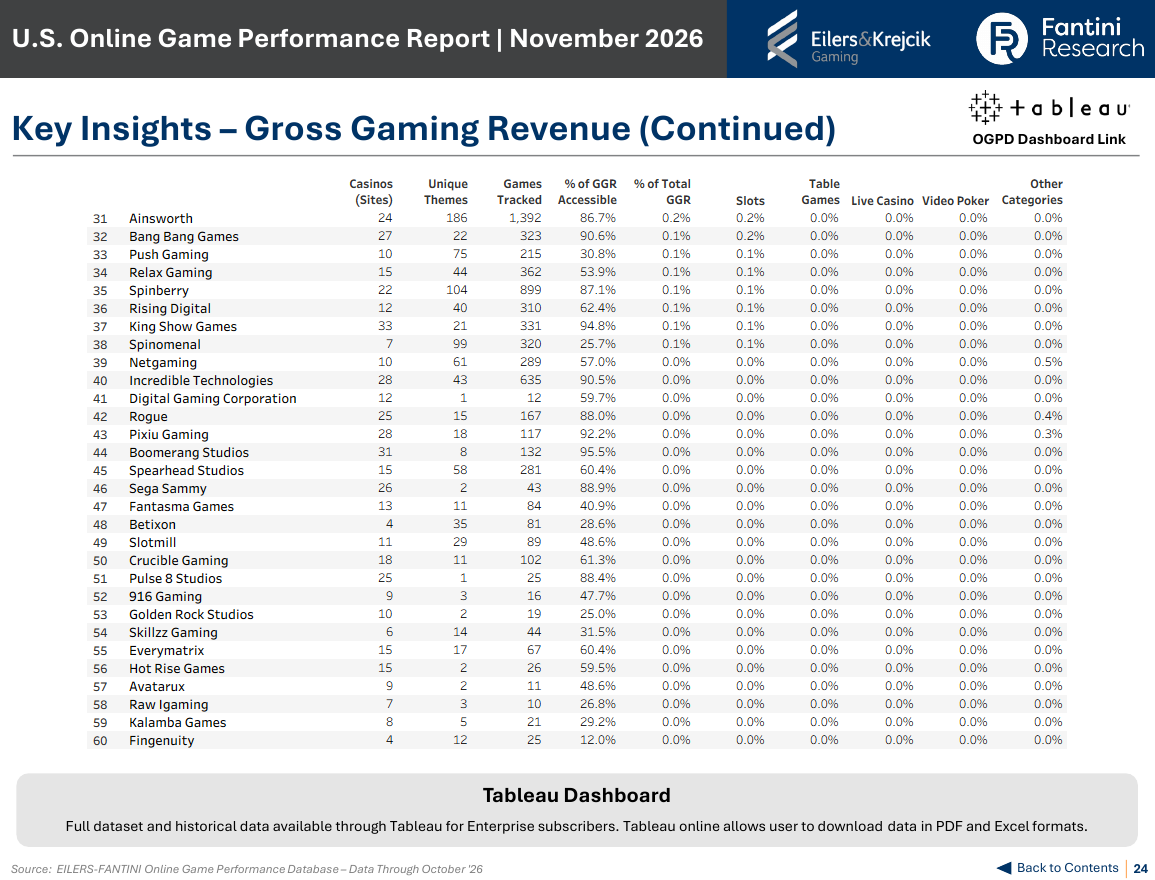 U.S. Online Game Performance Report | November 2026
Eilers&Krejcik
Gaming
Fantini
Research
Key Insights – Gross Gaming Revenue (Continued)
+ a b | e a u
OGPD Dashboard Link
Casinos (Sites) Unique Themes Games Tracked % of GGR Accessible % of Total GGR Slots Table Games Live Casino Video Poker Other Categories
31 Ainsworth 24 186 1,392 86.7% 0.2% 0.2% 0.0% 0.0% 0.0% 0.0%
32 Bang Bang Games 27 22 323 90.6% 0.1% 0.2% 0.0% 0.0% 0.0% 0.0%
33 Push Gaming 10 75 215 30.8% 0.1% 0.1% 0.0% 0.0% 0.0% 0.0%
34 Relax Gaming 15 44 362 53.9% 0.1% 0.1% 0.0% 0.0% 0.0% 0.0%
35 Spinberry 22 104 899 87.1% 0.1% 0.1% 0.0% 0.0% 0.0% 0.0%
36 Rising Digital 12 40 310 62.4% 0.1% 0.1% 0.0% 0.0% 0.0% 0.0%
37 King Show Games 33 21 331 94.8% 0.1% 0.1% 0.0% 0.0% 0.0% 0.0%
38 Spinomenal 7 99 320 25.7% 0.1% 0.1% 0.0% 0.0% 0.0% 0.0%
39 Netgaming 10 61 289 57.0% 0.0% 0.0% 0.0% 0.0% 0.0% 0.5%
40 Incredible Technologies 28 43 635 90.5% 0.0% 0.0% 0.0% 0.0% 0.0% 0.0%
41 Digital Gaming Corporation 12 1 12 59.7% 0.0% 0.0% 0.0% 0.0% 0.0% 0.0%
42 Rogue 25 15 167 88.0% 0.0% 0.0% 0.0% 0.0% 0.0% 0.4%
43 Pixiu Gaming 28 18 117 92.2% 0.0% 0.0% 0.0% 0.0% 0.0% 0.3%
44 Boomerang Studios 31 8 132 95.5% 0.0% 0.0% 0.0% 0.0% 0.0% 0.0%
45 Spearhead Studios 15 58 281 60.4% 0.0% 0.0% 0.0% 0.0% 0.0% 0.0%
46 Sega Sammy 26 2 43 88.9% 0.0% 0.0% 0.0% 0.0% 0.0% 0.0%
47 Fantasma Games 13 11 84 40.9% 0.0% 0.0% 0.0% 0.0% 0.0% 0.0%
48 Betixon 4 35 81 28.6% 0.0% 0.0% 0.0% 0.0% 0.0% 0.0%
49 Slotmill 11 29 89 48.6% 0.0% 0.0% 0.0% 0.0% 0.0% 0.0%
50 Crucible Gaming 18 11 102 61.3% 0.0% 0.0% 0.0% 0.0% 0.0% 0.0%
51 Pulse 8 Studios 25 1 25 88.4% 0.0% 0.0% 0.0% 0.0% 0.0% 0.0%
52 916 Gaming 9 3 16 47.7% 0.0% 0.0% 0.0% 0.0% 0.0% 0.0%
53 Golden Rock Studios 10 2 19 25.0% 0.0% 0.0% 0.0% 0.0% 0.0% 0.0%
54 Skillzz Gaming 6 14 44 31.5% 0.0% 0.0% 0.0% 0.0% 0.0% 0.0%
55 Everymatrix 15 17 67 60.4% 0.0% 0.0% 0.0% 0.0% 0.0% 0.0%
56 Hot Rise Games 15 2 26 59.5% 0.0% 0.0% 0.0% 0.0% 0.0% 0.0%
57 Avatarux 9 2 11 48.6% 0.0% 0.0% 0.0% 0.0% 0.0% 0.0%
58 Raw Igaming 7 3 10 26.8% 0.0% 0.0% 0.0% 0.0% 0.0% 0.0%
59 Kalamba Games 8 5 21 29.2% 0.0% 0.0% 0.0% 0.0% 0.0% 0.0%
60 Fingenuity 4 12 25 12.0% 0.0% 0.0% 0.0% 0.0% 0.0% 0.0%
Tableau Dashboard
Full dataset and historical data available through Tableau for Enterprise subscribers. Tableau online allows user to download data in PDF and Excel formats.
Source: EILERS-FANTINI Online Game Performance Database – Data Through October '26
Back to Contents | 24